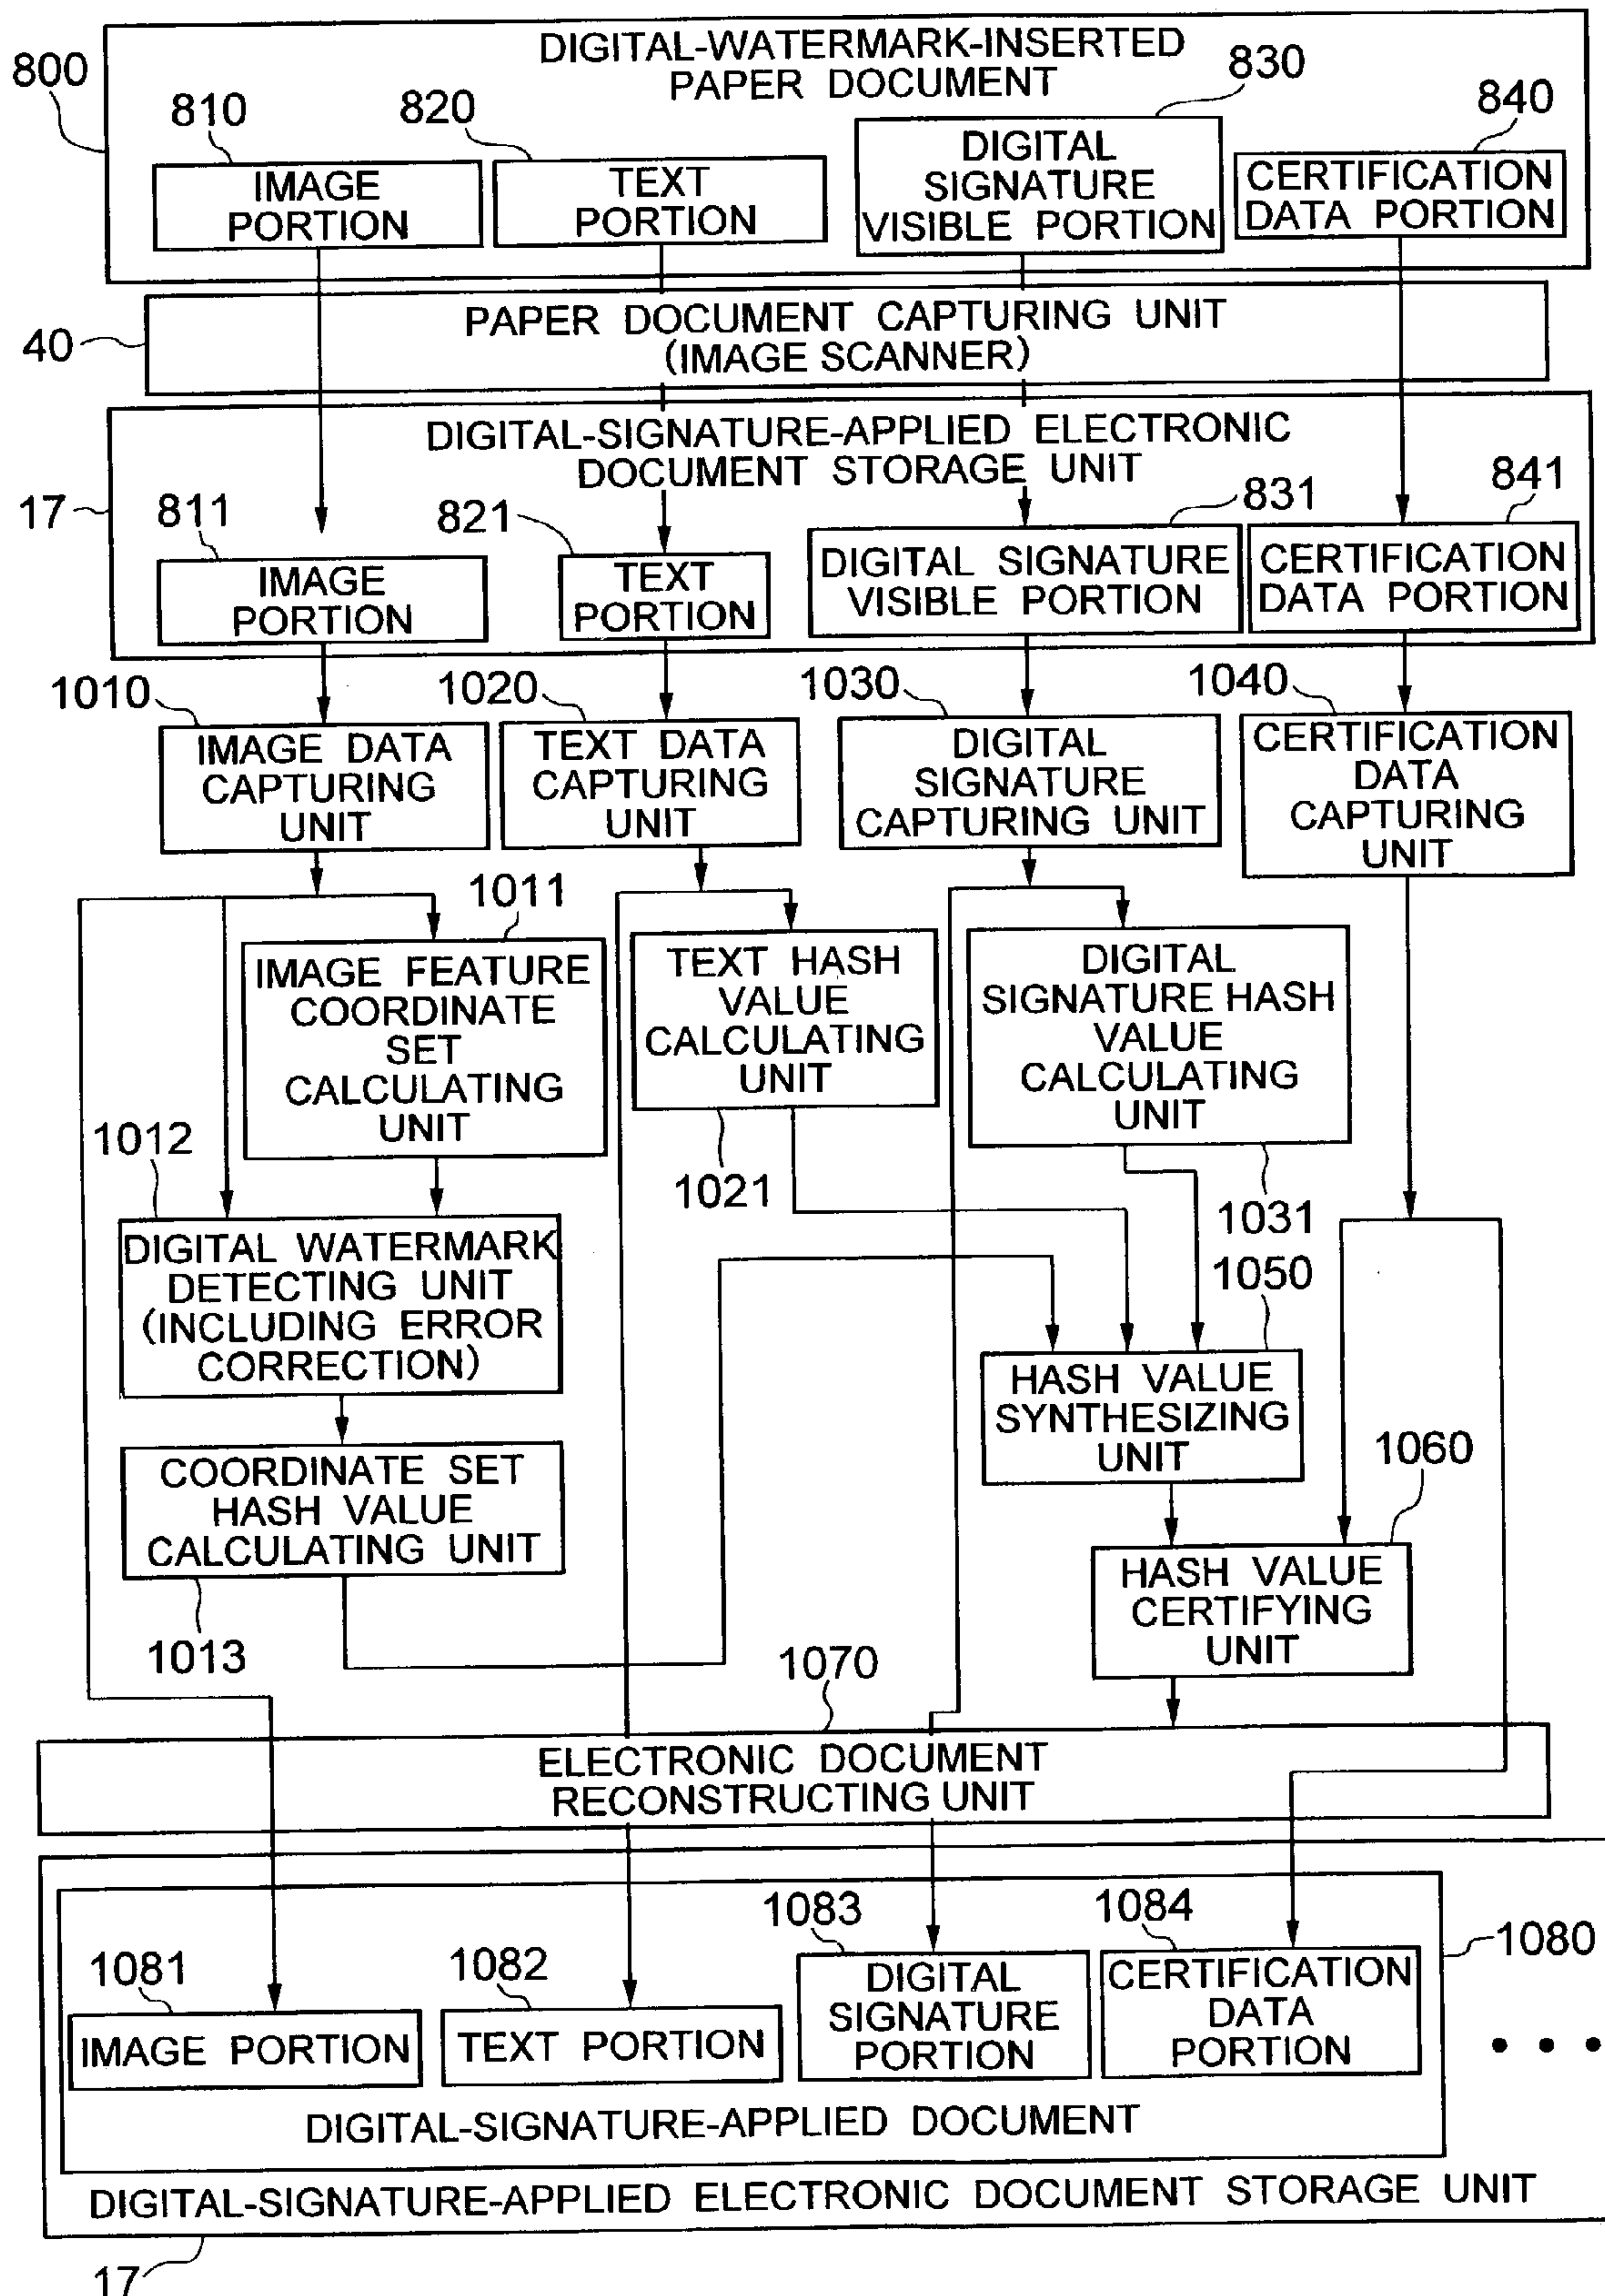 DIGITAL-WATERMARK-INSERTED
PAPER DOCUMENT
800
810
820
830
840
IMAGE
PORTION
TEXT
PORTION
DIGITAL
SIGNATURE
VISIBLE PORTION
CERTIFICATION
DATA PORTION
40
PAPER DOCUMENT CAPTURING UNIT
(IMAGE SCANNER)
DIGITAL-SIGNATURE-APPLIED ELECTRONIC
DOCUMENT STORAGE UNIT
17
811
821
831
841
IMAGE
PORTION
TEXT
PORTION
DIGITAL SIGNATURE
VISIBLE PORTION
CERTIFICATION
DATA PORTION
1010
1020
1030
1040
IMAGE DATA
CAPTURING
UNIT
TEXT DATA
CAPTURING
UNIT
DIGITAL
SIGNATURE
CAPTURING UNIT
CERTIFICATION
DATA
CAPTURING
UNIT
1011
IMAGE FEATURE
COORDINATE
SET
CALCULATING
UNIT
TEXT HASH
VALUE
CALCULATING
UNIT
DIGITAL
SIGNATURE HASH
VALUE
CALCULATING
UNIT
1012
1021
1031
DIGITAL WATERMARK
DETECTING UNIT
(INCLUDING ERROR
CORRECTION)
1050
HASH VALUE
SYNTHESIZING
UNIT
COORDINATE SET
HASH VALUE
CALCULATING UNIT
1060
HASH VALUE
CERTIFYING
UNIT
1013
1070
ELECTRONIC DOCUMENT
RECONSTRUCTING UNIT
1081
1082
1083
1084
1080
IMAGE PORTION
TEXT PORTION
DIGITAL
SIGNATURE
PORTION
CERTIFICATION
DATA
PORTION
• • •
DIGITAL-SIGNATURE-APPLIED DOCUMENT
DIGITAL-SIGNATURE-APPLIED ELECTRONIC DOCUMENT STORAGE UNIT
17